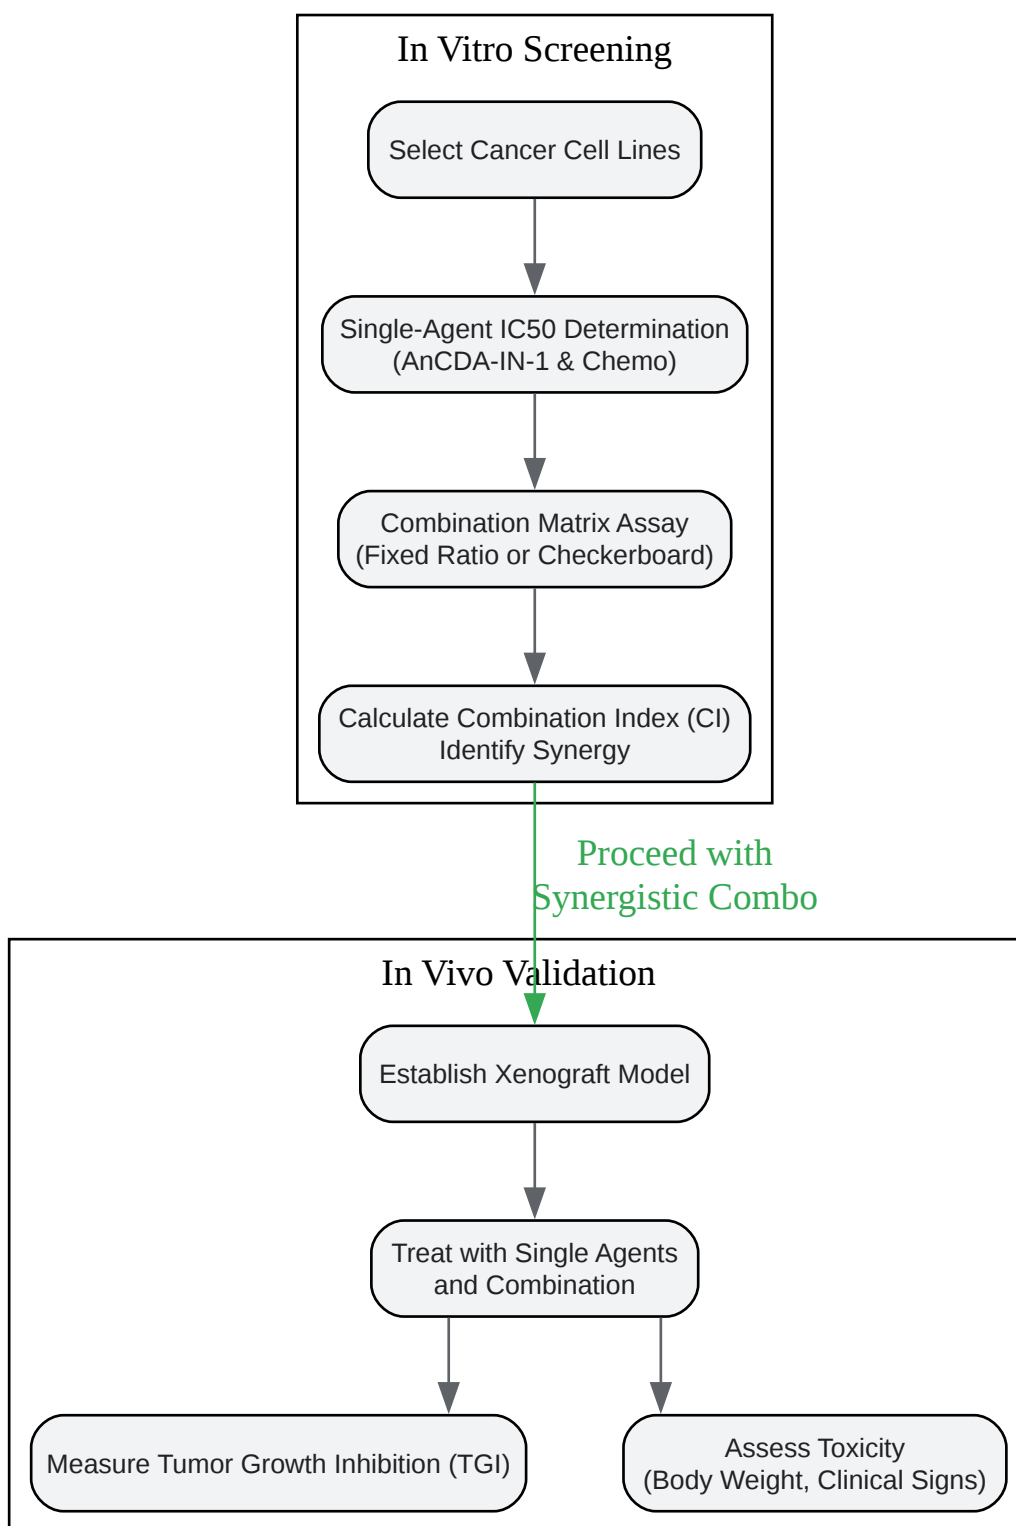 In Vitro Screening
Select Cancer Cell Lines
Single-Agent IC50 Determination
(AnCDA-IN-1 & Chemo)
Combination Matrix Assay
(Fixed Ratio or Checkerboard)
Calculate Combination Index (CI)
Identify Synergy
Proceed with
Synergistic Combo
In Vivo Validation
Establish Xenograft Model
Treat with Single Agents
and Combination
Measure Tumor Growth Inhibition (TGI)
Assess Toxicity
(Body Weight, Clinical Signs)